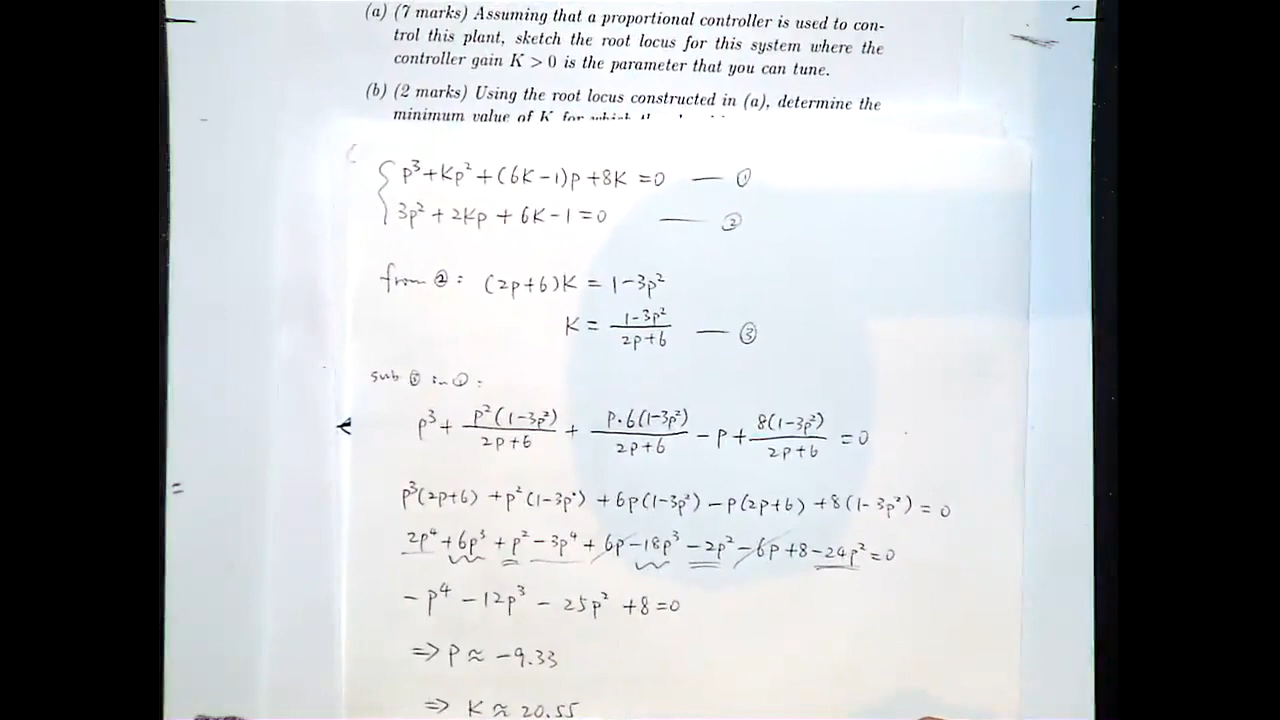 (a) (7 marks) Assuming that a proportional controller is used to con-
trol this plant, sketch the root locus for this system where the
controller gain K > 0 is the parameter that you can tune.
(b) (2 marks) Using the root locus constructed in (a), determine the
minimum value of K for which
p³+Kp²+(6K-1)p+8K=0 — ①
3p²+2Kp+6K-1=0 — ②
from ②: (2p+6)K = 1-3p²
K = (1-3p²)/(2p+6) — ③
sub ③ in ①:
p³ + p²(1-3p²)/(2p+6) + p·6(1-3p²)/(2p+6) - p + 8(1-3p²)/(2p+6) = 0
p³(2p+6) + p²(1-3p²) + 6p(1-3p²) - p(2p+6) + 8(1-3p²) = 0
2p⁴+6p³+p²-3p⁴+6p-18p³-2p²-6p+8-24p²=0
-p⁴-12p³-25p²+8=0
⇒ p ≈ -9.33
⇒ K ≈ 20.55